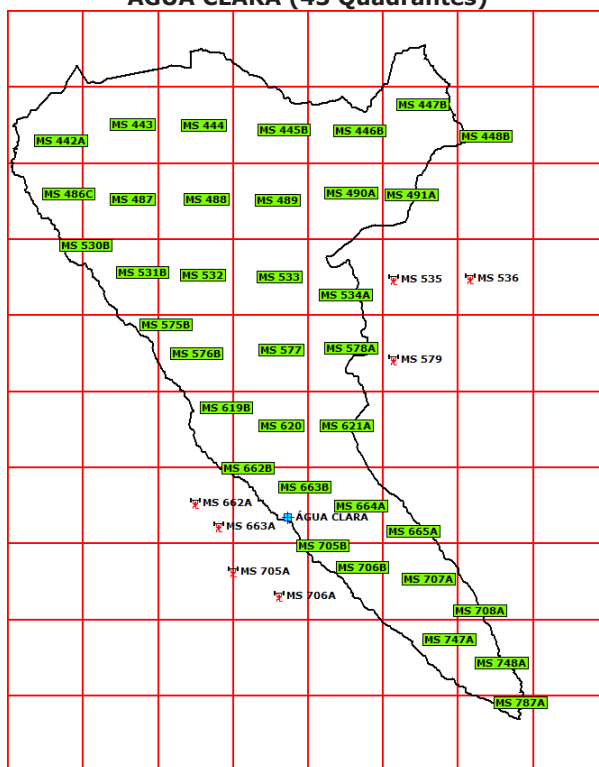 ÁGUA CLARA (43 Quadrantes)
MS 447B
MS 443
MS 444
MS 445B
MS 446B
MS 448B
MS 442A
MS 486C
MS 487
MS 488
MS 489
MS 490A
MS 491A
MS 530B
MS 531B
MS 532
MS 533
MS 535
MS 536
MS 534A
MS 575B
MS 576B
MS 577
MS 578A
MS 579
MS 619B
MS 620
MS 621A
MS 662B
MS 663B
MS 662A
MS 664A
ÁGUA CLARA
MS 663A
MS 665A
MS 705B
MS 705A
MS 706B
MS 707A
MS 706A
MS 708A
MS 747A
MS 748A
MS 787A